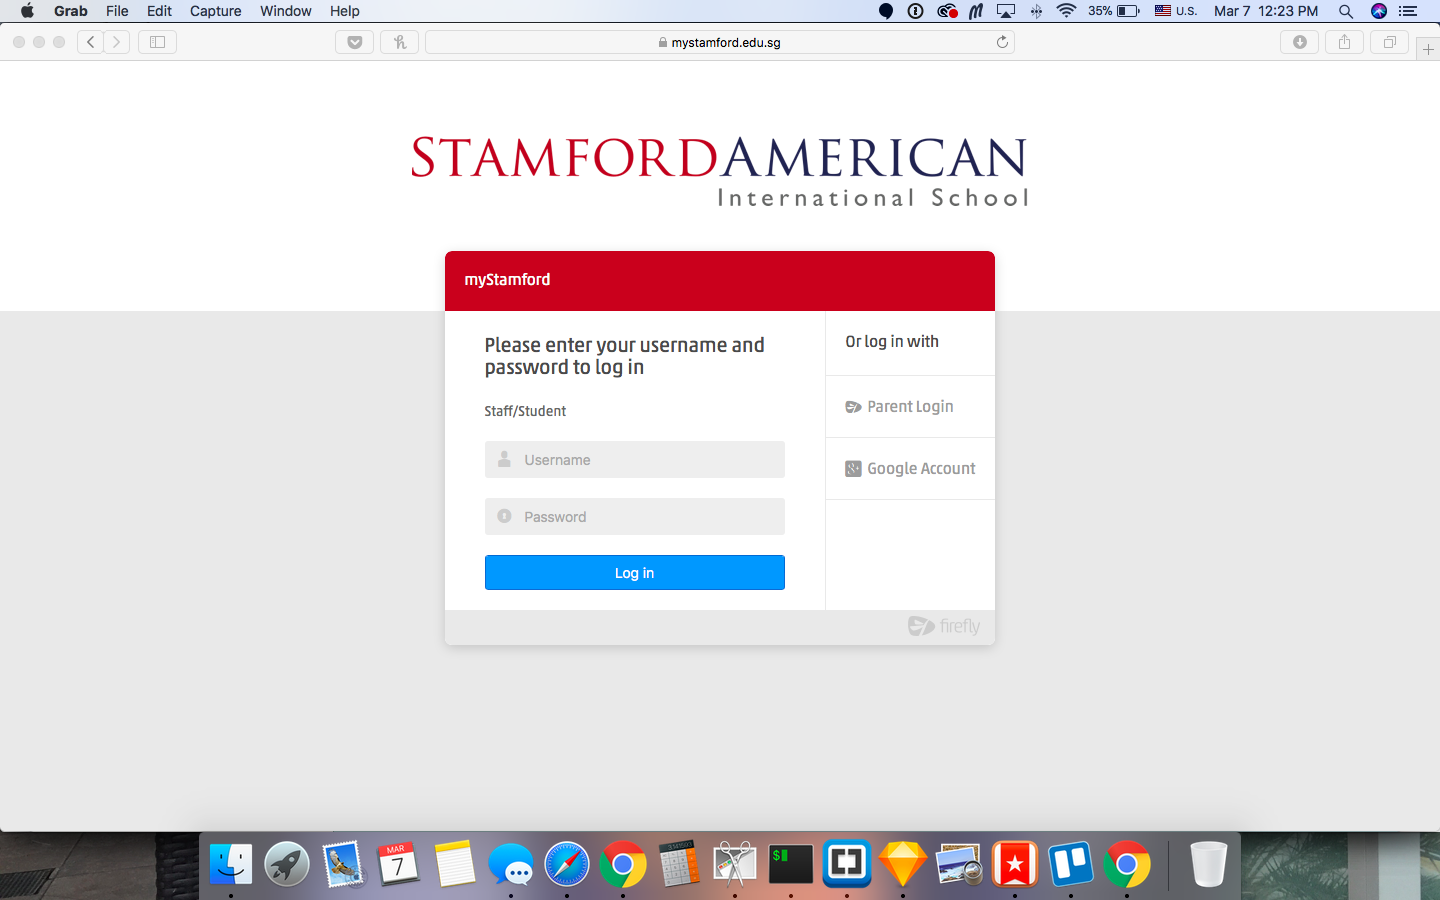 Grab File Edit Capture Window Help 35% U.S. Mar 7 12:23 PM
mystamford.edu.sg
STAMFORDAMERICAN
International School
myStamford
Please enter your username and
password to log in
Staff/Student
Username
Password
Log in
Or log in with
Parent Login
Google Account
firefly
MAR
7
$